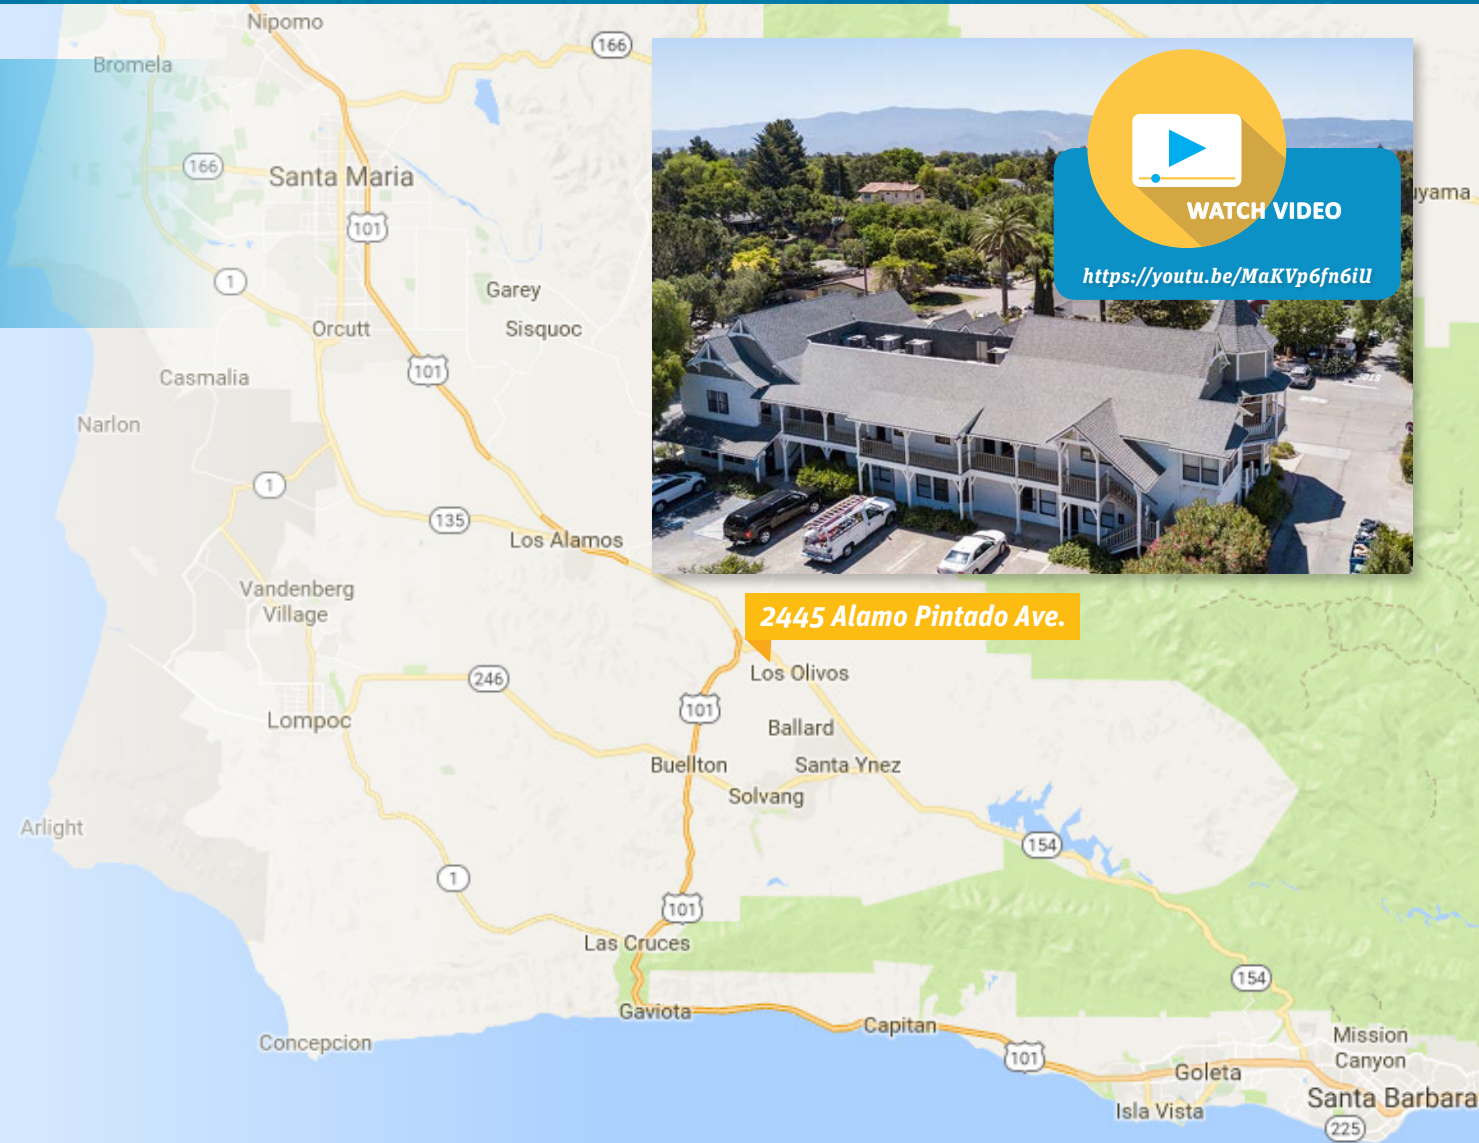 Nipomo
166
Bromela
166
Santa Maria
101
uyama
WATCH VIDEO
https://youtu.be/MaKVp6fn6iU
1
Garey
Orcutt
Sisquoc
101
Casmalia
Narlon
1
135
Los Alamos
Vandenberg
Village
2445 Alamo Pintado Ave.
Los Olivos
246
101
Lompoc
Ballard
Buellton
Santa Ynez
Solvang
Arlight
154
1
101
Las Cruces
154
Gaviota
Capitan
Concepcion
101
Mission
Canyon
Goleta
Santa Barbara
Isla Vista
225